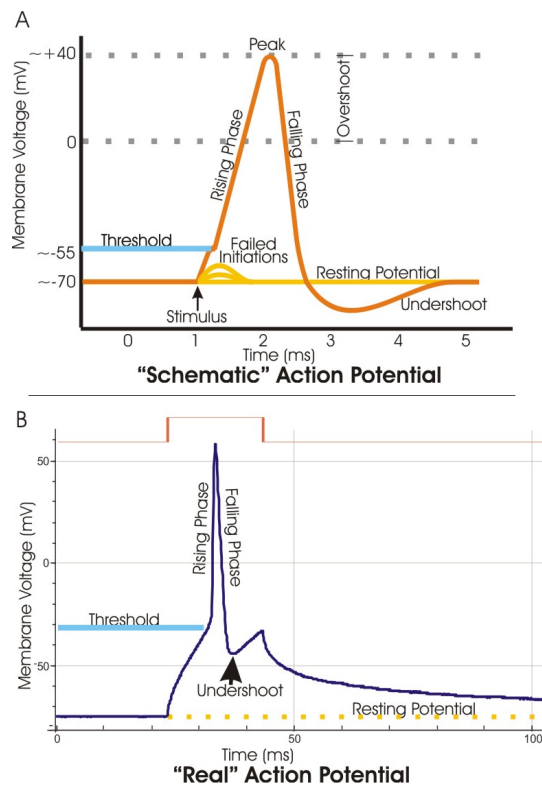 A
Peak
~+40
Overshoot
Membrane Voltage (mV)
Rising Phase
Falling Phase
0
Threshold
Failed
Initiations
~-55
Resting Potential
~-70
Undershoot
Stimulus
0 1 2 3 4 5
Time (ms)
“Schematic” Action Potential
B
50
Membrane Voltage (mV)
Rising Phase
Falling Phase
0
Threshold
-50
Undershoot
Resting Potential
0 50 100
Time (ms)
“Real” Action Potential